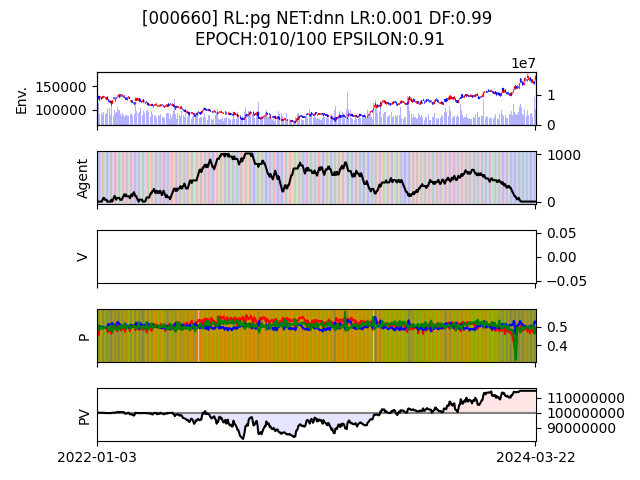 [000660] RL:pg NET:dnn LR:0.001 DF:0.99
EPOCH:010/100 EPSILON:0.91
1e7
Env.
150000
100000
1
0
Agent
1000
0
V
0.05
0.00
−0.05
P
0.5
0.4
PV
110000000
100000000
90000000
2022-01-03
2024-03-22